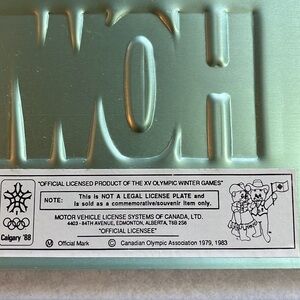 HOW
"OFFICIAL LICENSED PRODUCT OF THE XV OLYMPIC WINTER GAMES"
NOTE: This is NOT A LEGAL LICENSE PLATE and
is sold as a commemorative/souvenir item only.
MOTOR VEHICLE LICENSE SYSTEMS OF CANADA, LTD.
4403 - 84TH AVENUE, EDMONTON, ALBERTA, T6B 2S6
"OFFICIAL LICENSEE"
Calgary '88
M Official Mark C Canadian Olympic Association 1979, 1983